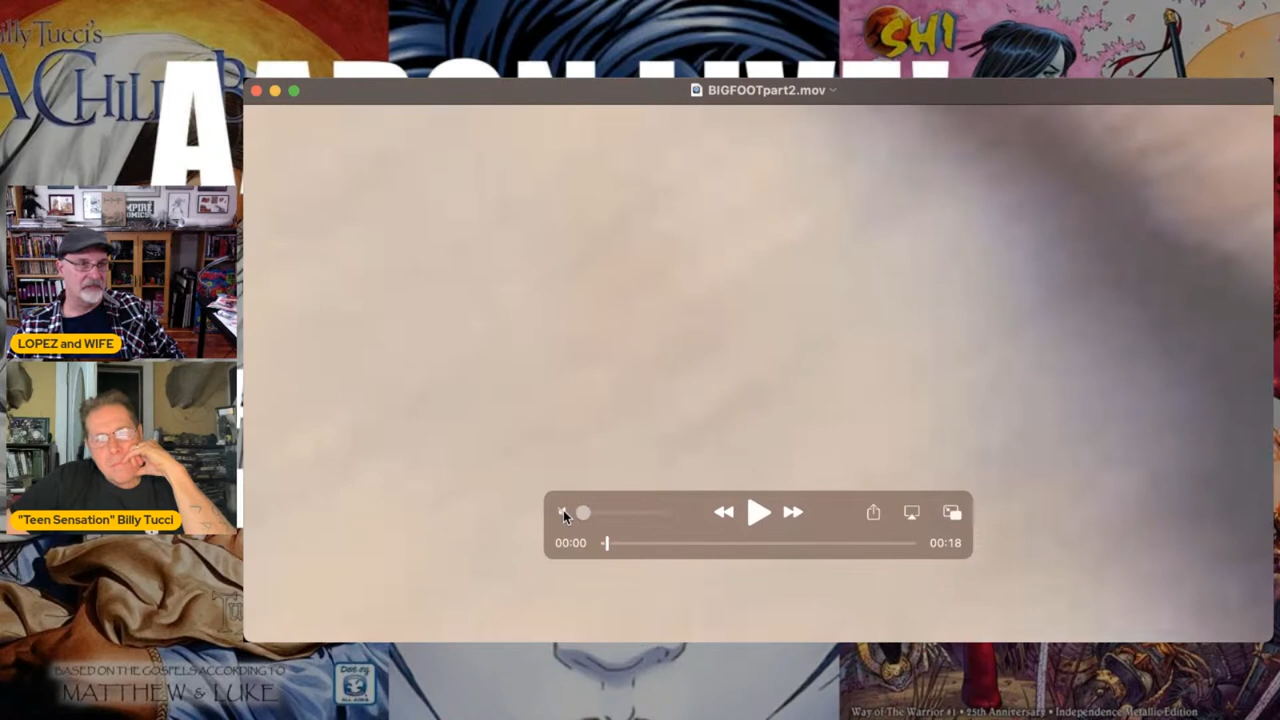 illy Tucci's
A CHILD
SHI
BIGFOOTpart2.mov
LOPEZ and WIFE
"Teen Sensation" Billy Tucci
00:00
00:18
BASED ON THE GOSPELS ACCORDING TO
MATTHEW & LUKE
Way of The Warrior #1 • 25th Anniversary • Independence Metallic Edition